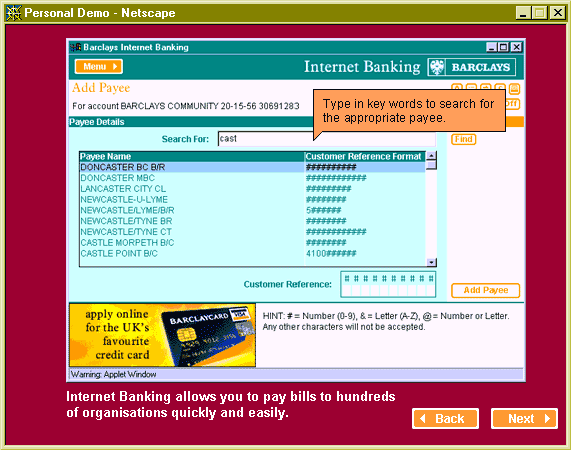 Personal Demo - Netscape
Barclays Internet Banking
Menu
Internet Banking
BARCLAYS
Add Payee
For account BARCLAYS COMMUNITY 20-15-56 30691283
Off
Type in key words to search for
the appropriate payee.
Payee Details
Search For: cast
Find
Payee Name Customer Reference Format
DONCASTER BC B/R ##########
DONCASTER MBC ############
LANCASTER CITY CL #########
NEWCASTLE-U-LYME ########
NEWCASTLE/LYME/B/R 5######
NEWCASTLE/TYNE BR ########
NEWCASTLE/TYNE CT ############
CASTLE MORPETH B/C ########
CASTLE POINT B/C 4100######
Customer Reference: # # # # # # # # # #
Add Payee
apply online
for the UK's
favourite
credit card
BARCLAYCARD
VISA
HINT: # = Number (0-9), & = Letter (A-Z), @ = Number or Letter.
Any other characters will not be accepted.
Warning: Applet Window
Internet Banking allows you to pay bills to hundreds
of organisations quickly and easily.
Back
Next